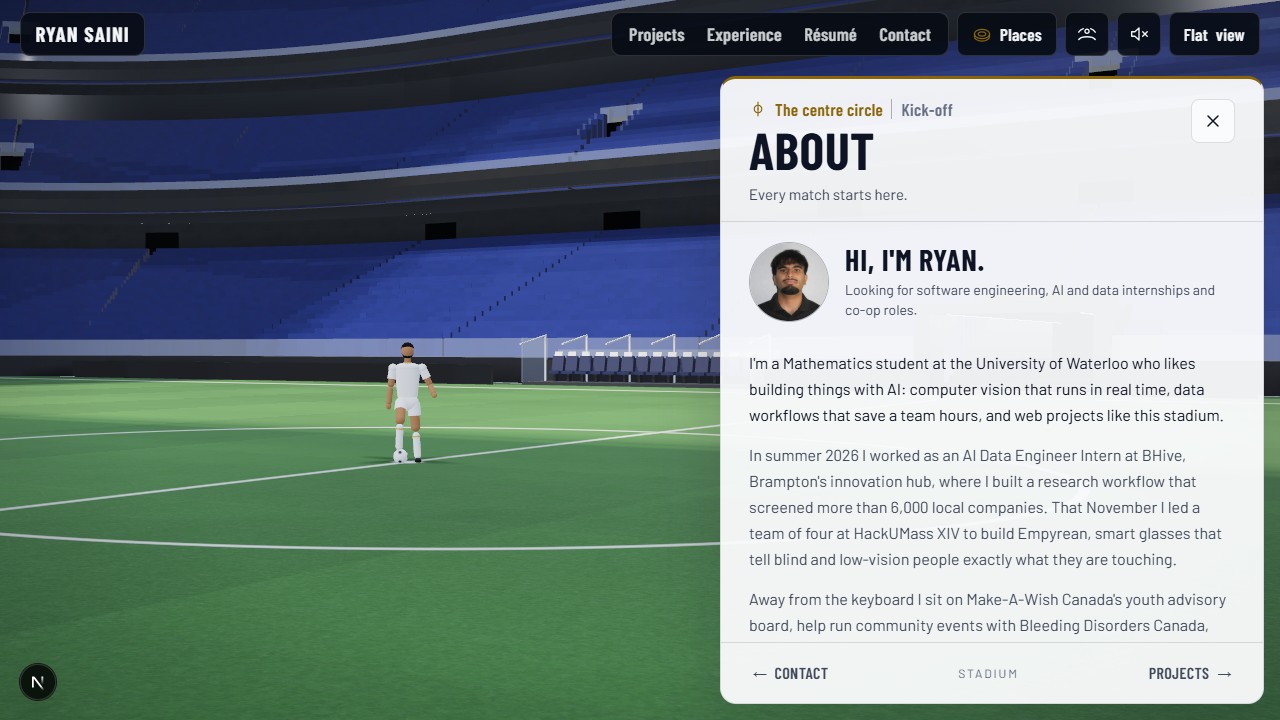 RYAN SAINI
Projects Experience Résumé Contact Places Flat view
The centre circle Kick-off
ABOUT
Every match starts here.
HI, I'M RYAN.
Looking for software engineering, AI and data internships and
co-op roles.
I'm a Mathematics student at the University of Waterloo who likes
building things with AI: computer vision that runs in real time, data
workflows that save a team hours, and web projects like this stadium.
In summer 2026 I worked as an AI Data Engineer Intern at BHive,
Brampton's innovation hub, where I built a research workflow that
screened more than 6,000 local companies. That November I led a
team of four at HackUMass XIV to build Empyrean, smart glasses that
tell blind and low-vision people exactly what they are touching.
Away from the keyboard I sit on Make-A-Wish Canada's youth advisory
board, help run community events with Bleeding Disorders Canada,
← CONTACT STADIUM PROJECTS →
N